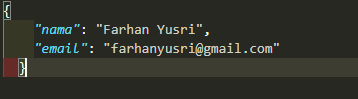 {
"nama": "Farhan Yusri",
"email": "farhanyusri@gmail.com"
}